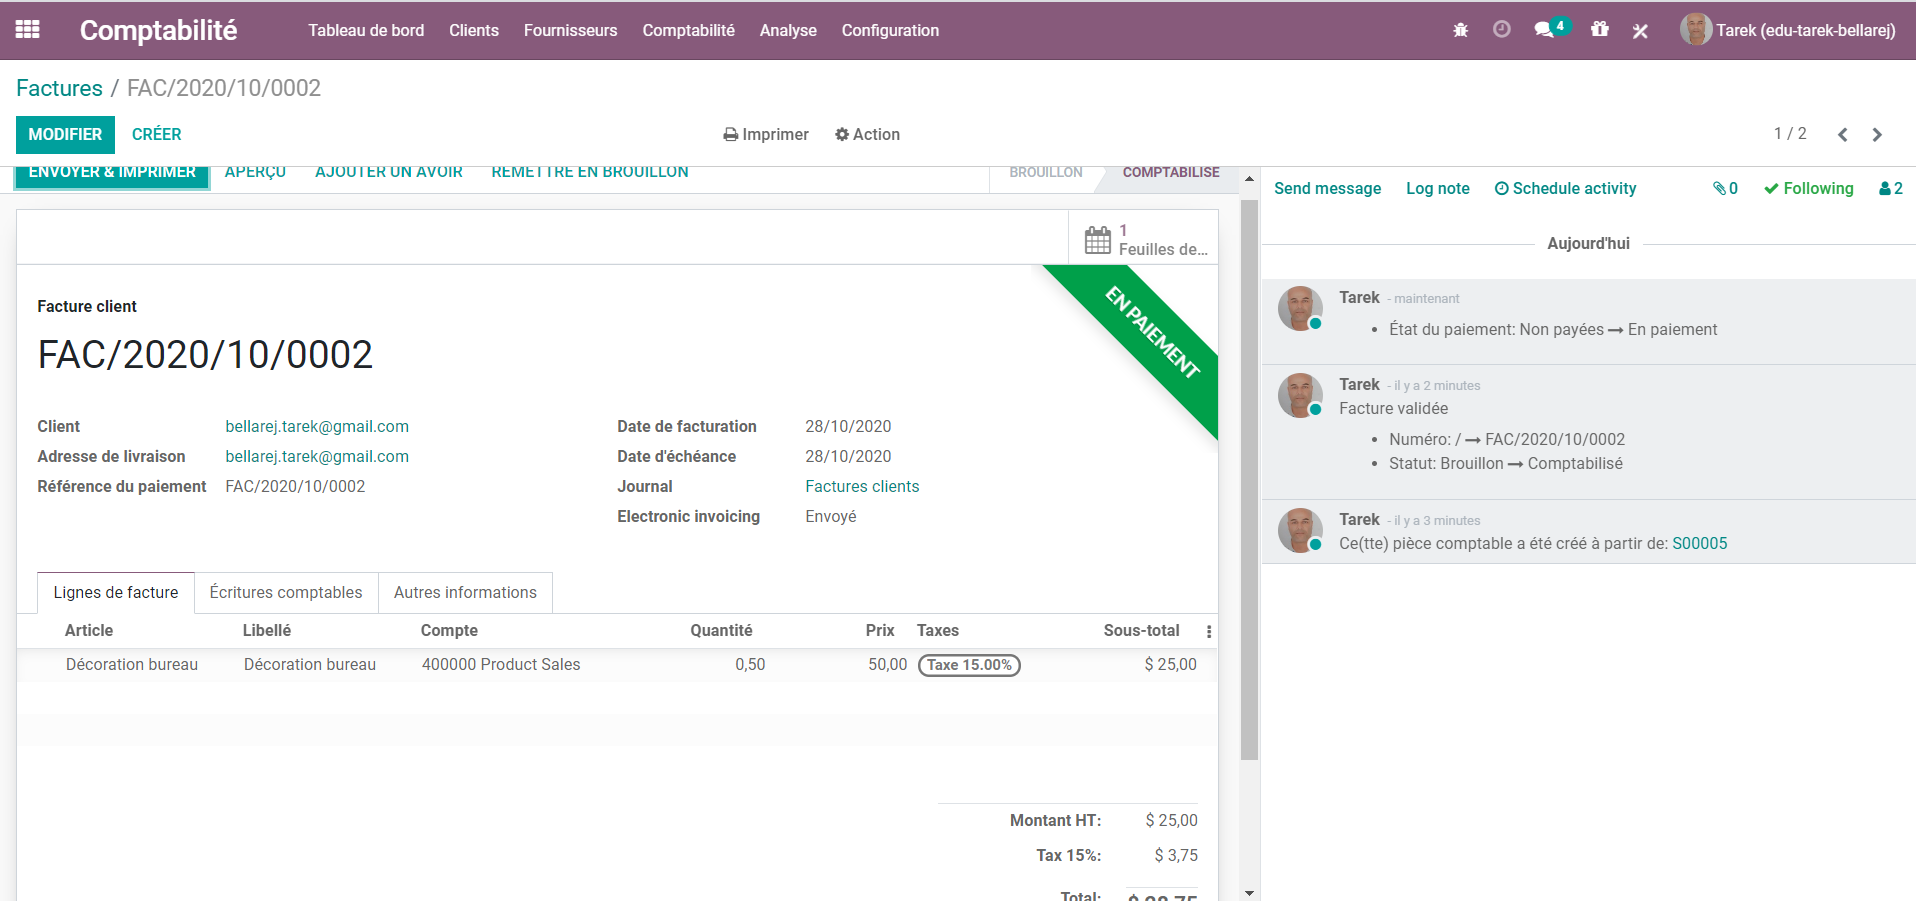 Comptabilité
Tableau de bord Clients Fournisseurs Comptabilité Analyse Configuration
4
Tarek (edu-tarek-bellarej)
Factures / FAC/2020/10/0002
MODIFIER CRÉER
Imprimer Action
1 / 2
ENVOYER & IMPRIMER APERÇU AJOUTER UN AVOIR REMETTRE EN BROUILLON
BROUILLON COMPTABILISÉ
1
Feuilles de...
EN PAIEMENT
Facture client
FAC/2020/10/0002
Client bellarej.tarek@gmail.com
Adresse de livraison bellarej.tarek@gmail.com
Référence du paiement FAC/2020/10/0002
Date de facturation 28/10/2020
Date d'échéance 28/10/2020
Journal Factures clients
Electronic invoicing Envoyé
Lignes de facture Écritures comptables Autres informations
Article Libellé Compte Quantité Prix Taxes Sous-total
Décoration bureau Décoration bureau 400000 Product Sales 0,50 50,00 Taxe 15.00% $ 25,00
Montant HT: $ 25,00
Tax 15%: $ 3,75
Total: $ 28,75
Send message Log note Schedule activity 0 Following 2
Aujourd'hui
Tarek - maintenant
• État du paiement: Non payées → En paiement
Tarek - il y a 2 minutes
Facture validée
• Numéro: / → FAC/2020/10/0002
• Statut: Brouillon → Comptabilisé
Tarek - il y a 3 minutes
Ce(tte) pièce comptable a été créé à partir de: S00005